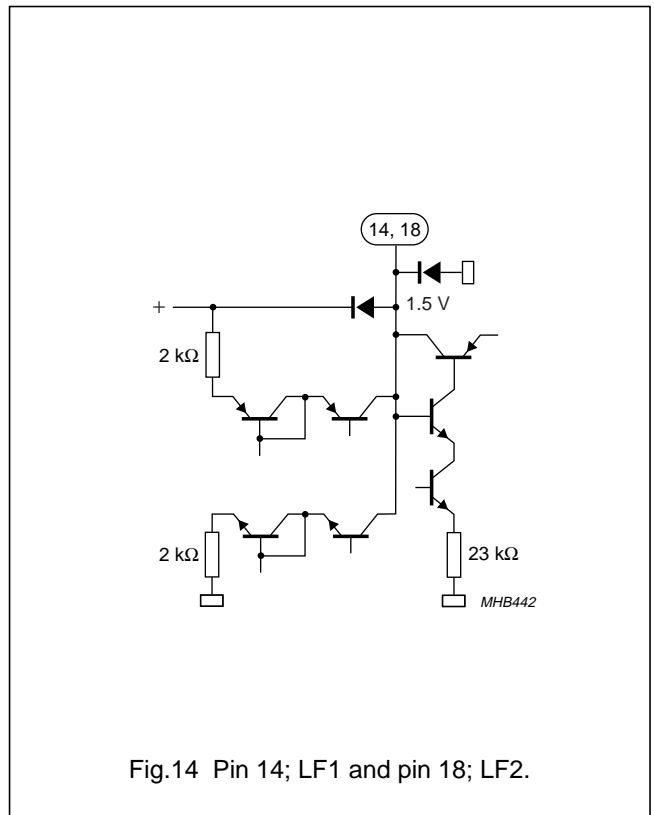 14, 18
+
1.5 V
2 kΩ
2 kΩ
23 kΩ
MHB442
Fig.14 Pin 14; LF1 and pin 18; LF2.